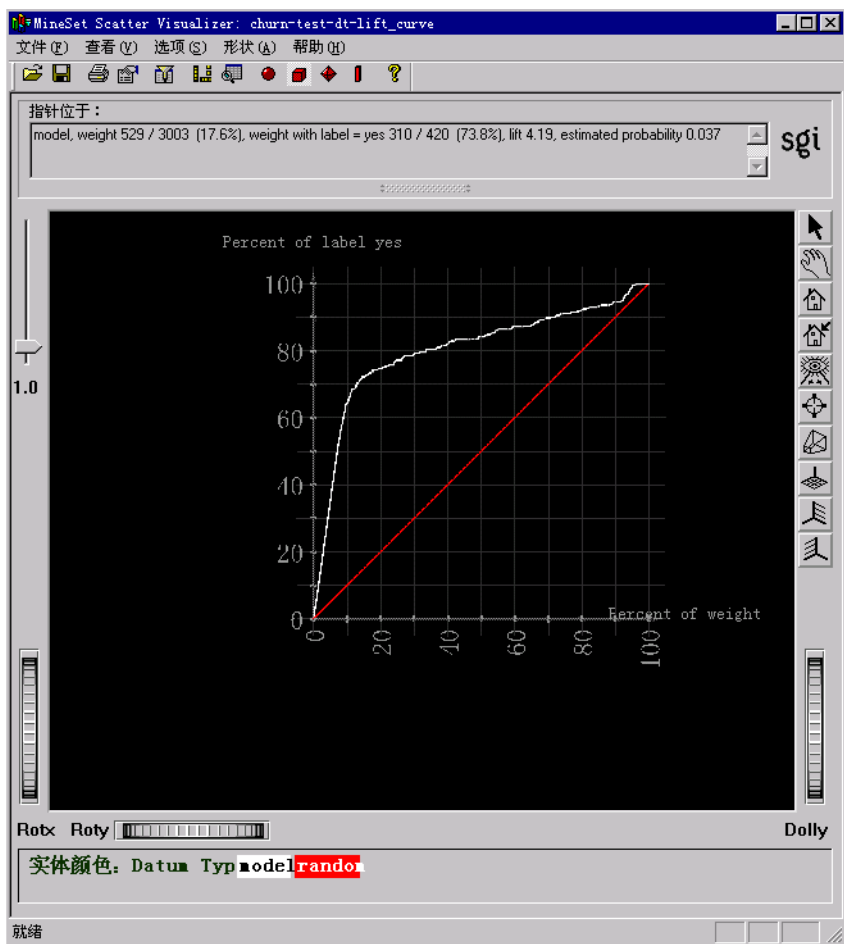 MineSet Scatter Visualizer: churn-test-dt-lift_curve
文件(F) 查看(V) 选项(S) 形状(A) 帮助(H)
指针位于：
model, weight 529 / 3003 (17.6%), weight with label = yes 310 / 420 (73.8%), lift 4.19, estimated probability 0.037
sgi
1.0
Percent of label yes
100
80
60
40
20
0
Percent of weight
0 20 40 60 80 100
Rotx Roty Dolly
实体颜色: Datum Typ model random
就绪